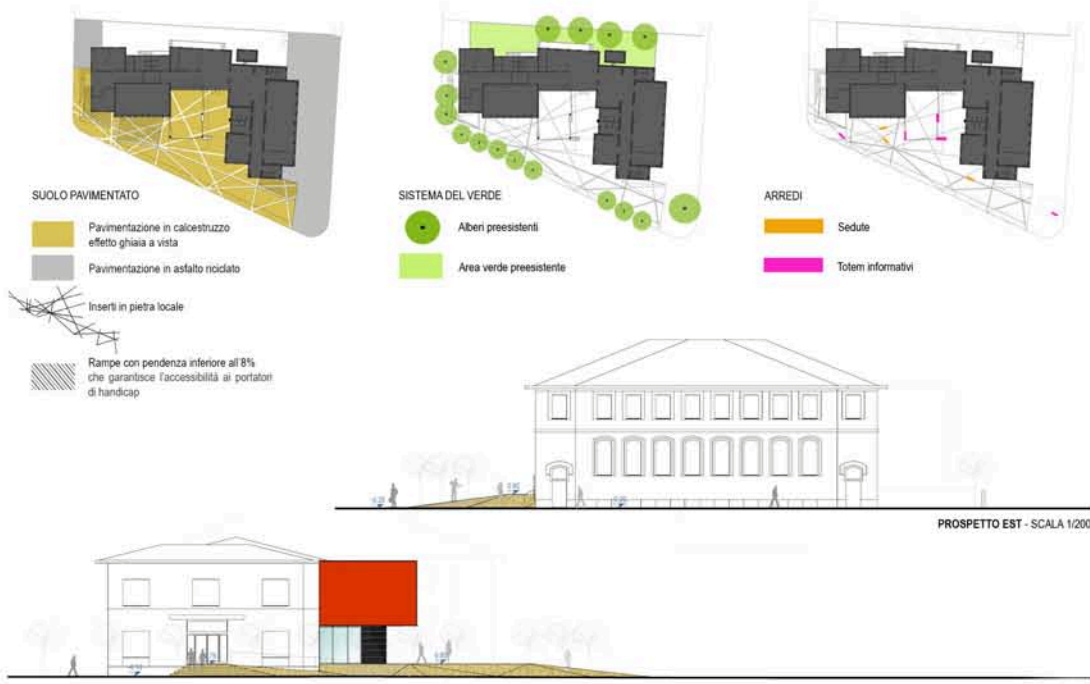 SUOLO PAVIMENTATO
Pavimentazione in calcestruzzo
effetto ghiaia a vista
Pavimentazione in asfalto riciclato
Inserti in pietra locale
Rampe con pendenza inferiore all'8%
che garantisce l'accessibilità ai portatori
di handicap
SISTEMA DEL VERDE
Alberi preesistenti
Area verde preesistente
ARREDI
Sedute
Totem informativi
PROSPETTO EST - SCALA 1/200